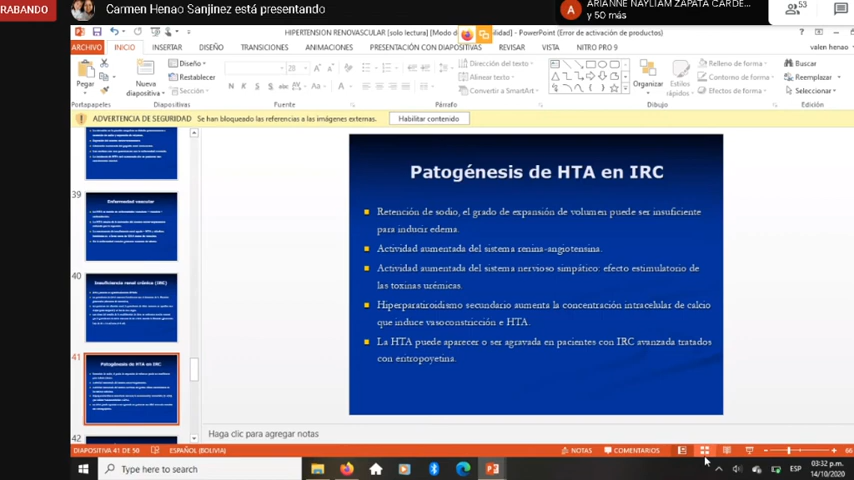 RABANDO
Carmen Henao Sanjinez está presentando
A
ARIANNE NAYLIAM ZAPATA CARDE...
y 50 más
53
HIPERTENSION RENOVASCULAR [solo lectura] [Modo de
alidad] - PowerPoint (Error de activación de productos)
ARCHIVO INICIO INSERTAR DISEÑO TRANSICIONES ANIMACIONES PRESENTACIÓN CON DIAPOSITIVAS REVISAR VISTA NITRO PRO 9
valen henao
Pegar
Nueva
diapositiva
Diseño
Restablecer
Sección
28
N K S
Aa
A
Dirección del texto
Alinear texto
Convertir a SmartArt
Organizar
Estilos
rápidos
Relleno de forma
Contorno de forma
Efectos de forma
Buscar
Reemplazar
Seleccionar
Portapapeles
Diapositivas
Fuente
Párrafo
Dibujo
Edición
ADVERTENCIA DE SEGURIDAD Se han bloqueado las referencias a las imágenes externas. Habilitar contenido
39
Enfermedad vascular
40
Insuficiencia renal crónica (IRC)
41
Patogénesis de HTA en IRC
42
Patogénesis de HTA en IRC
Retención de sodio, el grado de expansión de volumen puede ser insuficiente
para inducir edema.
Actividad aumentada del sistema renina-angiotensina.
Actividad aumentada del sistema nervioso simpático: efecto estimulatorio de
las toxinas urémicas.
Hiperparatiroidismo secundario aumenta la concentración intracelular de calcio
que induce vasoconstricción e HTA.
La HTA puede aparecer o ser agravada en pacientes con IRC avanzada tratados
con eritropoyetina.
Haga clic para agregar notas
DIAPOSITIVA 41 DE 50 ESPAÑOL (BOLIVIA)
NOTAS COMENTARIOS
66
Type here to search
ESP
03:32 p.m.
14/10/2020